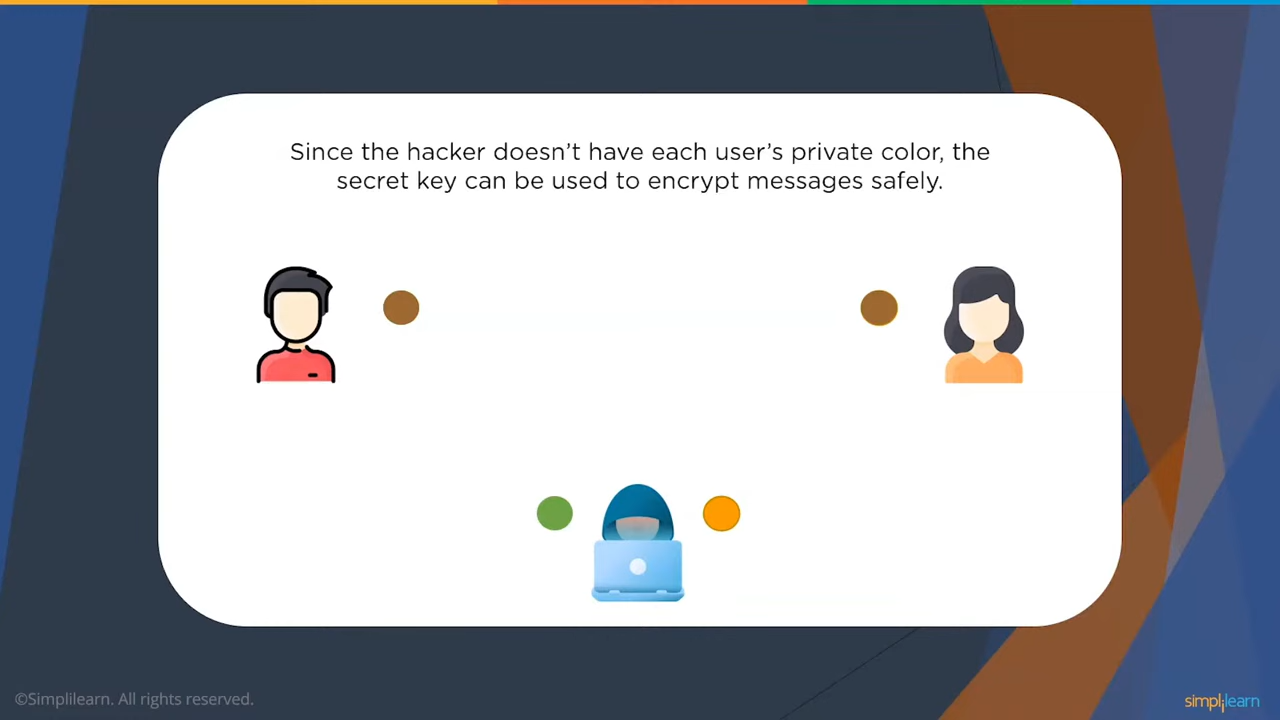 Since the hacker doesn’t have each user’s private color, the
secret key can be used to encrypt messages safely.
©Simplilearn. All rights reserved.
simplilearn